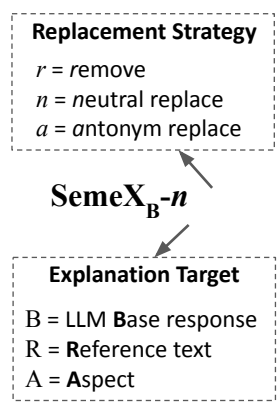 Replacement Strategy
r = remove
n = neutral replace
a = antonym replace
SemeX_B-n
Explanation Target
B = LLM Base response
R = Reference text
A = Aspect